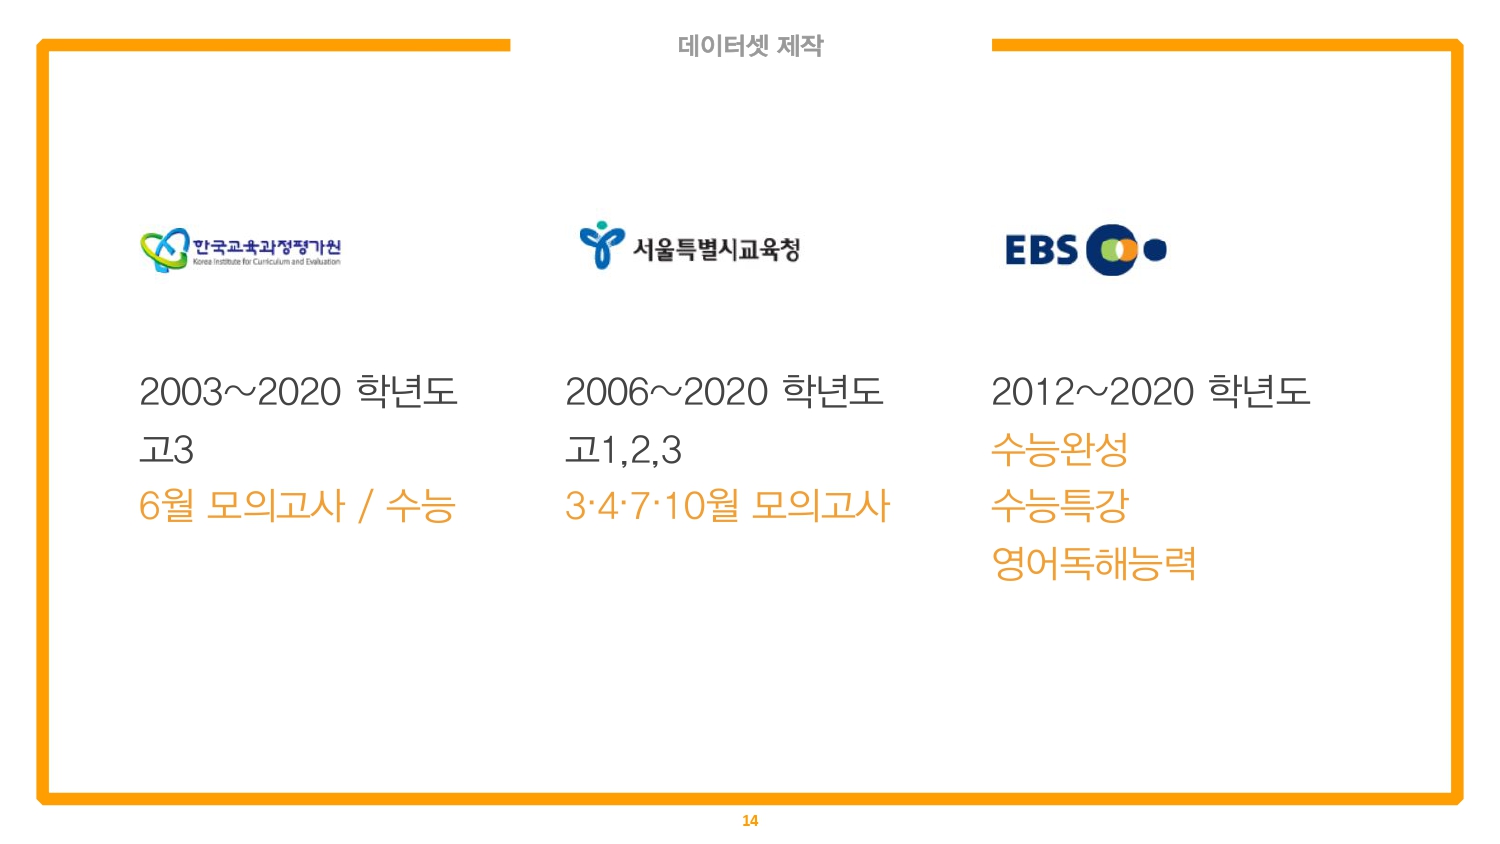 데이터셋 제작
한국교육과정평가원
Korea Institute for Curriculum and Evaluation
2003～2020 학년도
고3
6월 모의고사 / 수능
서울특별시교육청
2006～2020 학년도
고1,2,3
3·4·7·10월 모의고사
EBS
2012～2020 학년도
수능완성
수능특강
영어독해능력
14